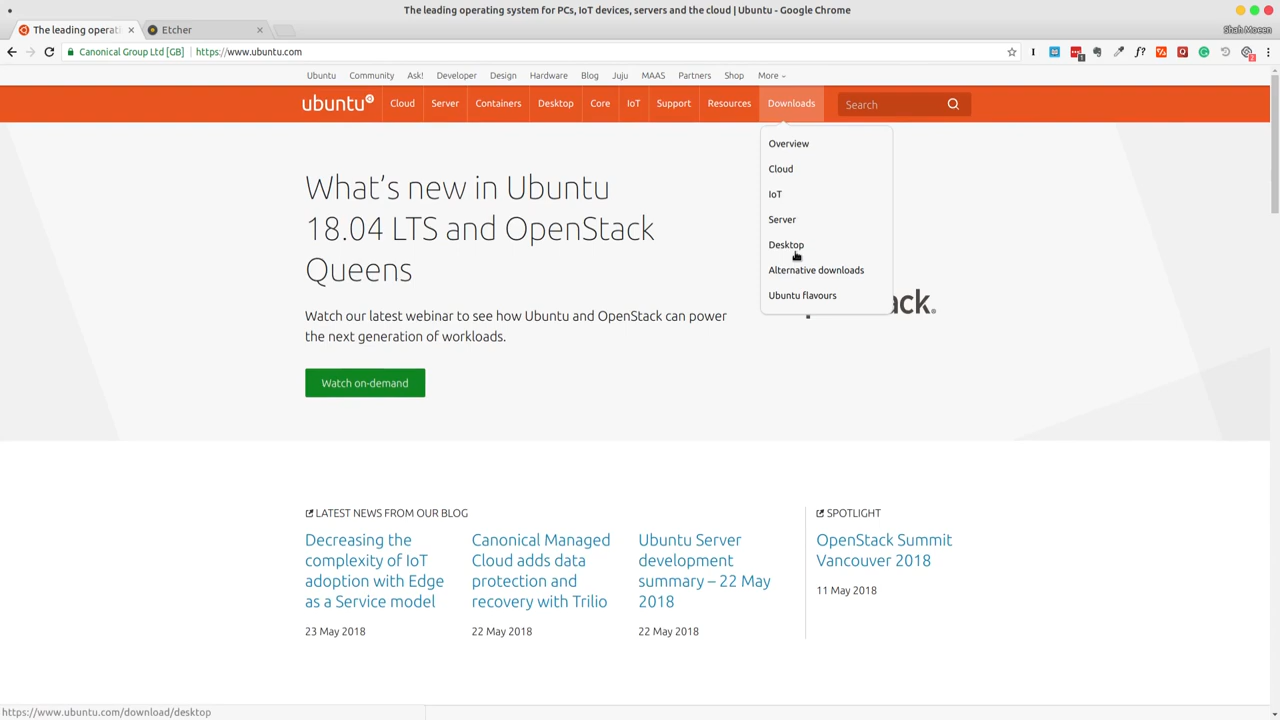 The leading operating system for PCs, IoT devices, servers and the cloud | Ubuntu - Google Chrome
The leading operati
Etcher
Shah Moeen
Canonical Group Ltd [GB]
https://www.ubuntu.com
Ubuntu
Community
Ask!
Developer
Design
Hardware
Blog
Juju
MAAS
Partners
Shop
More
ubuntu
Cloud
Server
Containers
Desktop
Core
IoT
Support
Resources
Downloads
Search
Overview
Cloud
IoT
Server
Desktop
Alternative downloads
Ubuntu flavours
What's new in Ubuntu
18.04 LTS and OpenStack
Queens
ck.
Watch our latest webinar to see how Ubuntu and OpenStack can power
the next generation of workloads.
Watch on-demand
LATEST NEWS FROM OUR BLOG
Decreasing the
complexity of IoT
adoption with Edge
as a Service model
23 May 2018
Canonical Managed
Cloud adds data
protection and
recovery with Trilio
22 May 2018
Ubuntu Server
development
summary – 22 May
2018
22 May 2018
SPOTLIGHT
OpenStack Summit
Vancouver 2018
11 May 2018
https://www.ubuntu.com/download/desktop